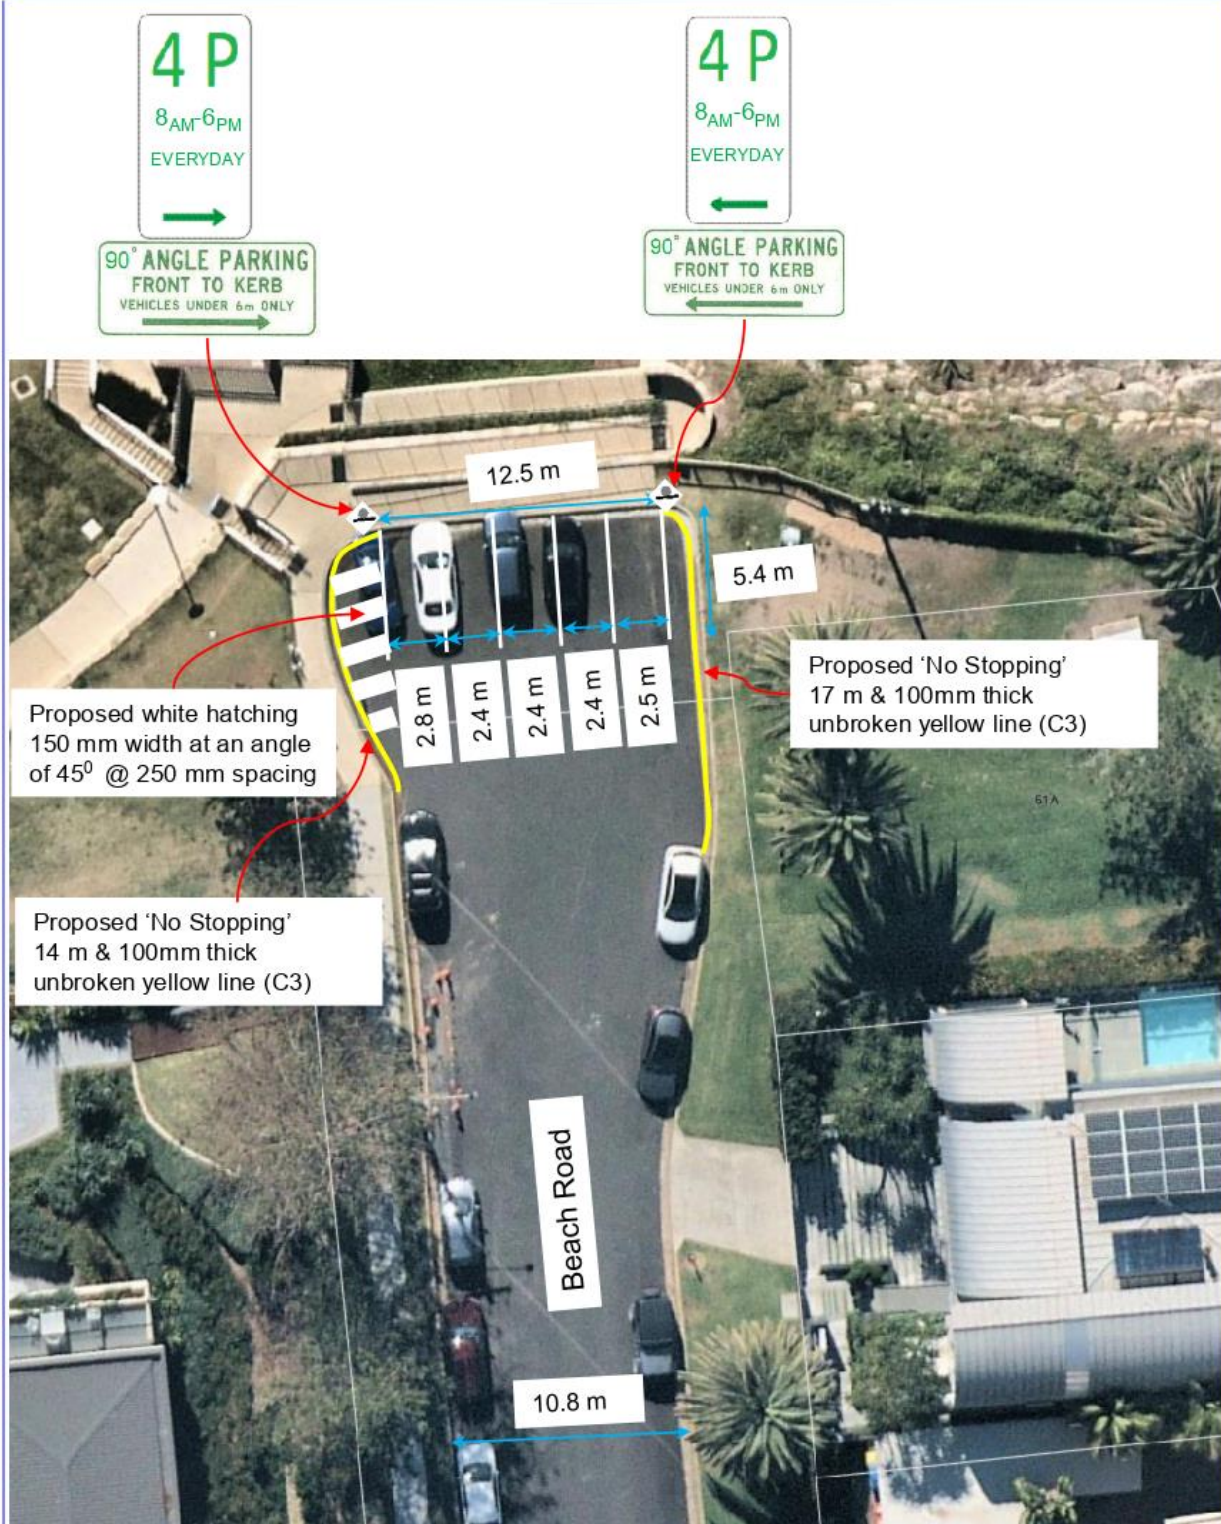 4 P
8AM-6PM
EVERYDAY
90° ANGLE PARKING
FRONT TO KERB
VEHICLES UNDER 6m ONLY
4 P
8AM-6PM
EVERYDAY
90° ANGLE PARKING
FRONT TO KERB
VEHICLES UNDER 6m ONLY
12.5 m
5.4 m
2.8 m
2.4 m
2.4 m
2.4 m
2.5 m
Proposed white hatching
150 mm width at an angle
of 45⁰ @ 250 mm spacing
Proposed ‘No Stopping’
17 m & 100mm thick
unbroken yellow line (C3)
61A
Proposed ‘No Stopping’
14 m & 100mm thick
unbroken yellow line (C3)
Beach Road
10.8 m